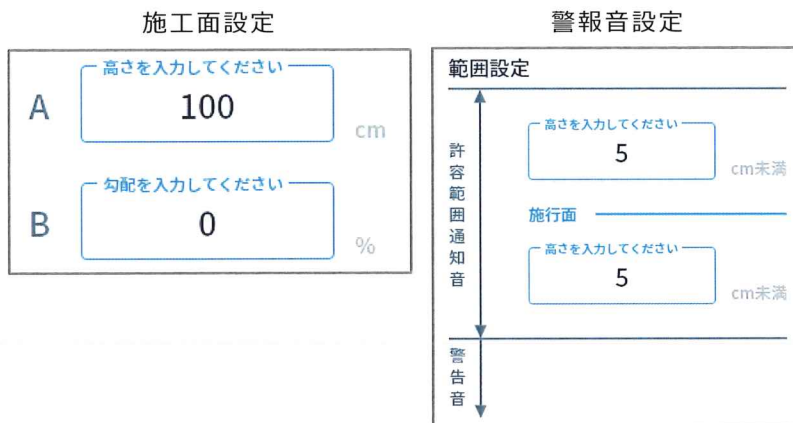 施工面設定
A
高さを入力してください
100
cm
B
勾配を入力してください
0
%
警報音設定
範囲設定
許容範囲通知音
高さを入力してください
5
cm未満
施行面
高さを入力してください
5
cm未満
警告音